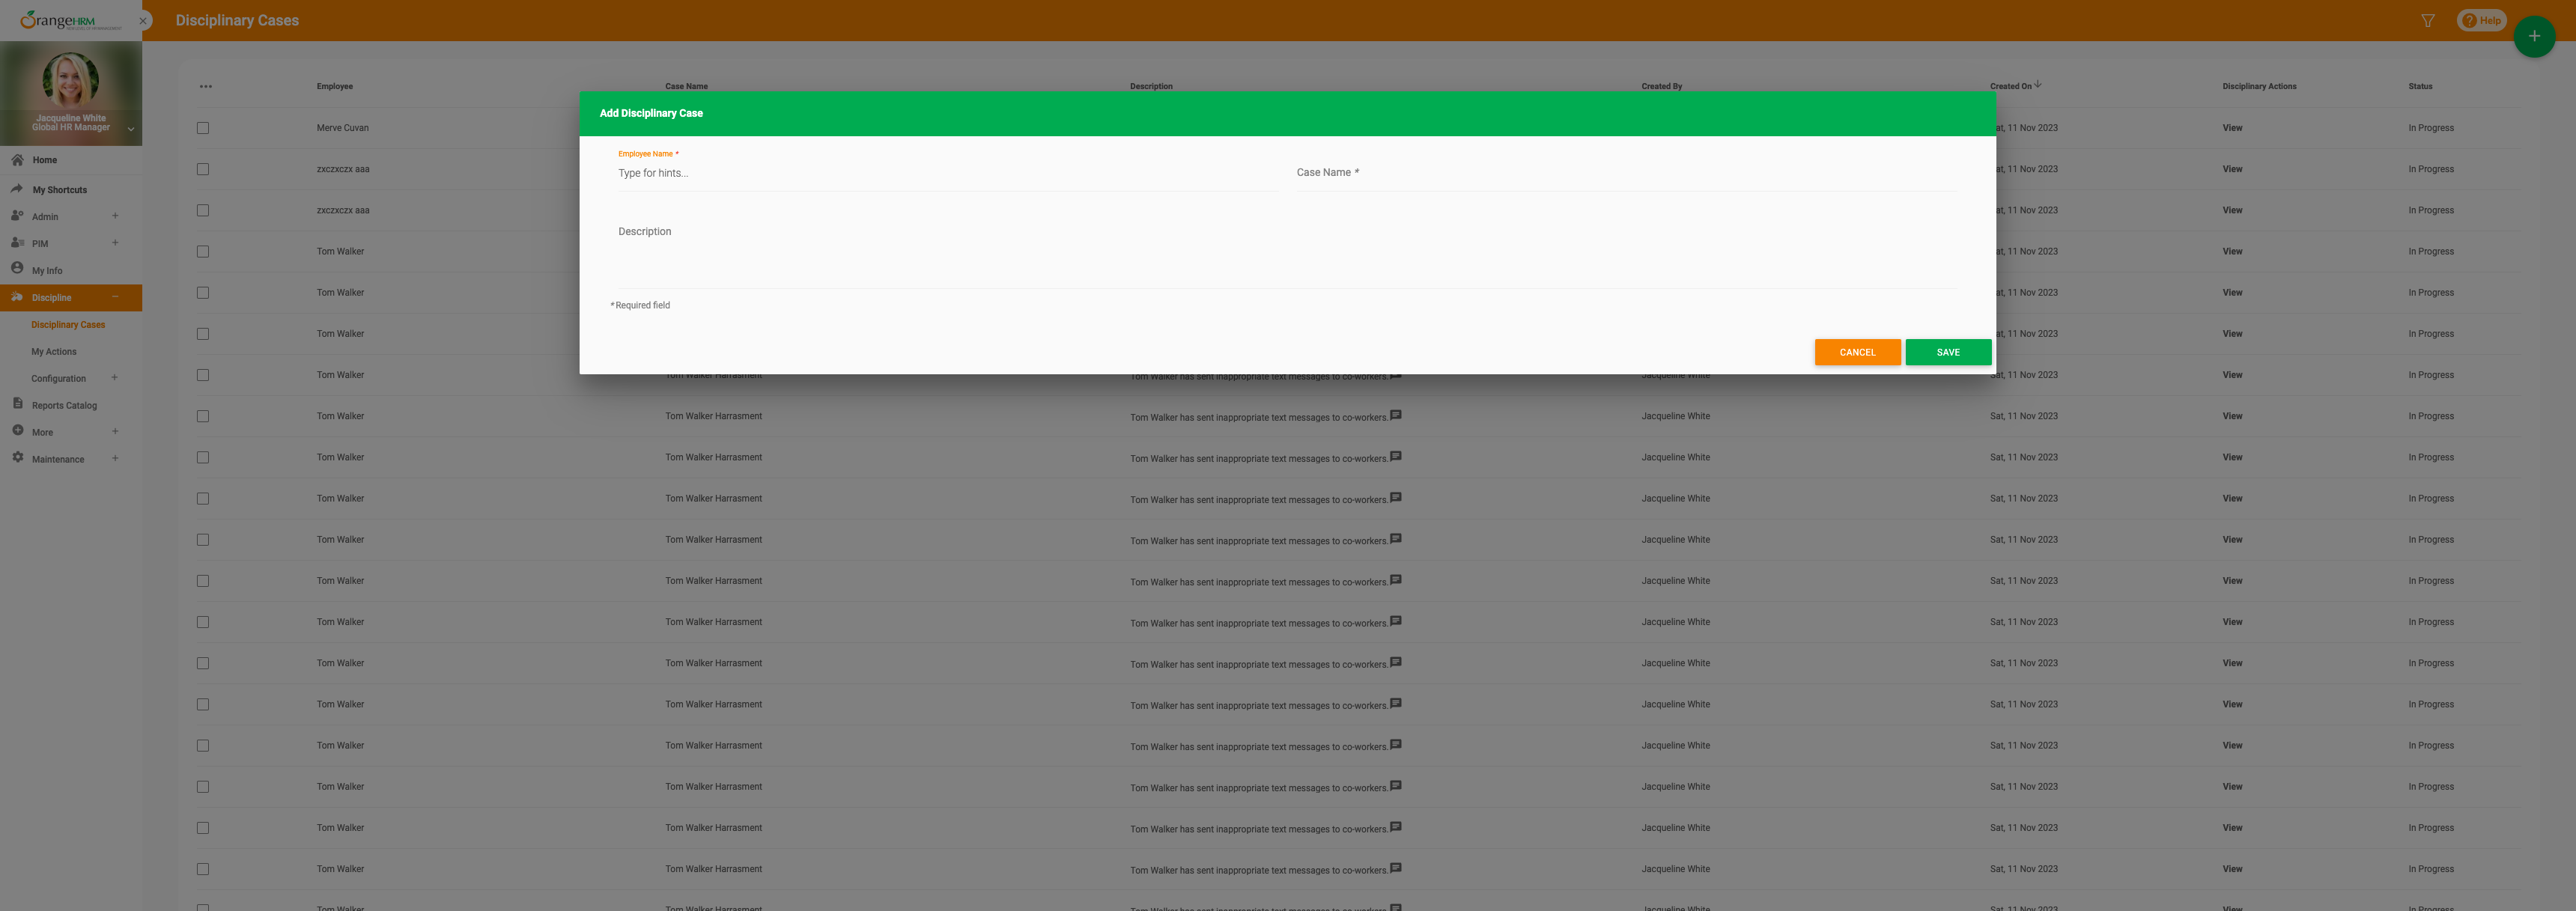 OrangeHRM
Disciplinary Cases
Help
Jacqueline White
Global HR Manager
Home
My Shortcuts
Admin
PIM
My Info
Discipline
Disciplinary Cases
My Actions
Configuration
Reports Catalog
More
Maintenance
Employee Case Name Description Created By Created On Disciplinary Actions Status
Add Disciplinary Case
Employee Name *
Type for hints...
Case Name *
Description
* Required field
CANCEL SAVE
Merve Cuvan at, 11 Nov 2023 View In Progress
zxczxczx aaa at, 11 Nov 2023 View In Progress
zxczxczx aaa at, 11 Nov 2023 View In Progress
Tom Walker at, 11 Nov 2023 View In Progress
Tom Walker at, 11 Nov 2023 View In Progress
Tom Walker at, 11 Nov 2023 View In Progress
Tom Walker Tom Walker Harrasment Tom Walker has sent inappropriate text messages to co-workers. Jacqueline White Sat, 11 Nov 2023 View In Progress
Tom Walker Tom Walker Harrasment Tom Walker has sent inappropriate text messages to co-workers. Jacqueline White Sat, 11 Nov 2023 View In Progress
Tom Walker Tom Walker Harrasment Tom Walker has sent inappropriate text messages to co-workers. Jacqueline White Sat, 11 Nov 2023 View In Progress
Tom Walker Tom Walker Harrasment Tom Walker has sent inappropriate text messages to co-workers. Jacqueline White Sat, 11 Nov 2023 View In Progress
Tom Walker Tom Walker Harrasment Tom Walker has sent inappropriate text messages to co-workers. Jacqueline White Sat, 11 Nov 2023 View In Progress
Tom Walker Tom Walker Harrasment Tom Walker has sent inappropriate text messages to co-workers. Jacqueline White Sat, 11 Nov 2023 View In Progress
Tom Walker Tom Walker Harrasment Tom Walker has sent inappropriate text messages to co-workers. Jacqueline White Sat, 11 Nov 2023 View In Progress
Tom Walker Tom Walker Harrasment Tom Walker has sent inappropriate text messages to co-workers. Jacqueline White Sat, 11 Nov 2023 View In Progress
Tom Walker Tom Walker Harrasment Tom Walker has sent inappropriate text messages to co-workers. Jacqueline White Sat, 11 Nov 2023 View In Progress
Tom Walker Tom Walker Harrasment Tom Walker has sent inappropriate text messages to co-workers. Jacqueline White Sat, 11 Nov 2023 View In Progress
Tom Walker Tom Walker Harrasment Tom Walker has sent inappropriate text messages to co-workers. Jacqueline White Sat, 11 Nov 2023 View In Progress
Tom Walker Tom Walker Harrasment Tom Walker has sent inappropriate text messages to co-workers. Jacqueline White Sat, 11 Nov 2023 View In Progress
Tom Walker Tom Walker Harrasment Tom Walker has sent inappropriate text messages to co-workers. Jacqueline White Sat, 11 Nov 2023 View In Progress
Tom Walker Tom Walker Harrasment Tom Walker has sent inappropriate text messages to co-workers. Jacqueline White Sat, 11 Nov 2023 View In Progress